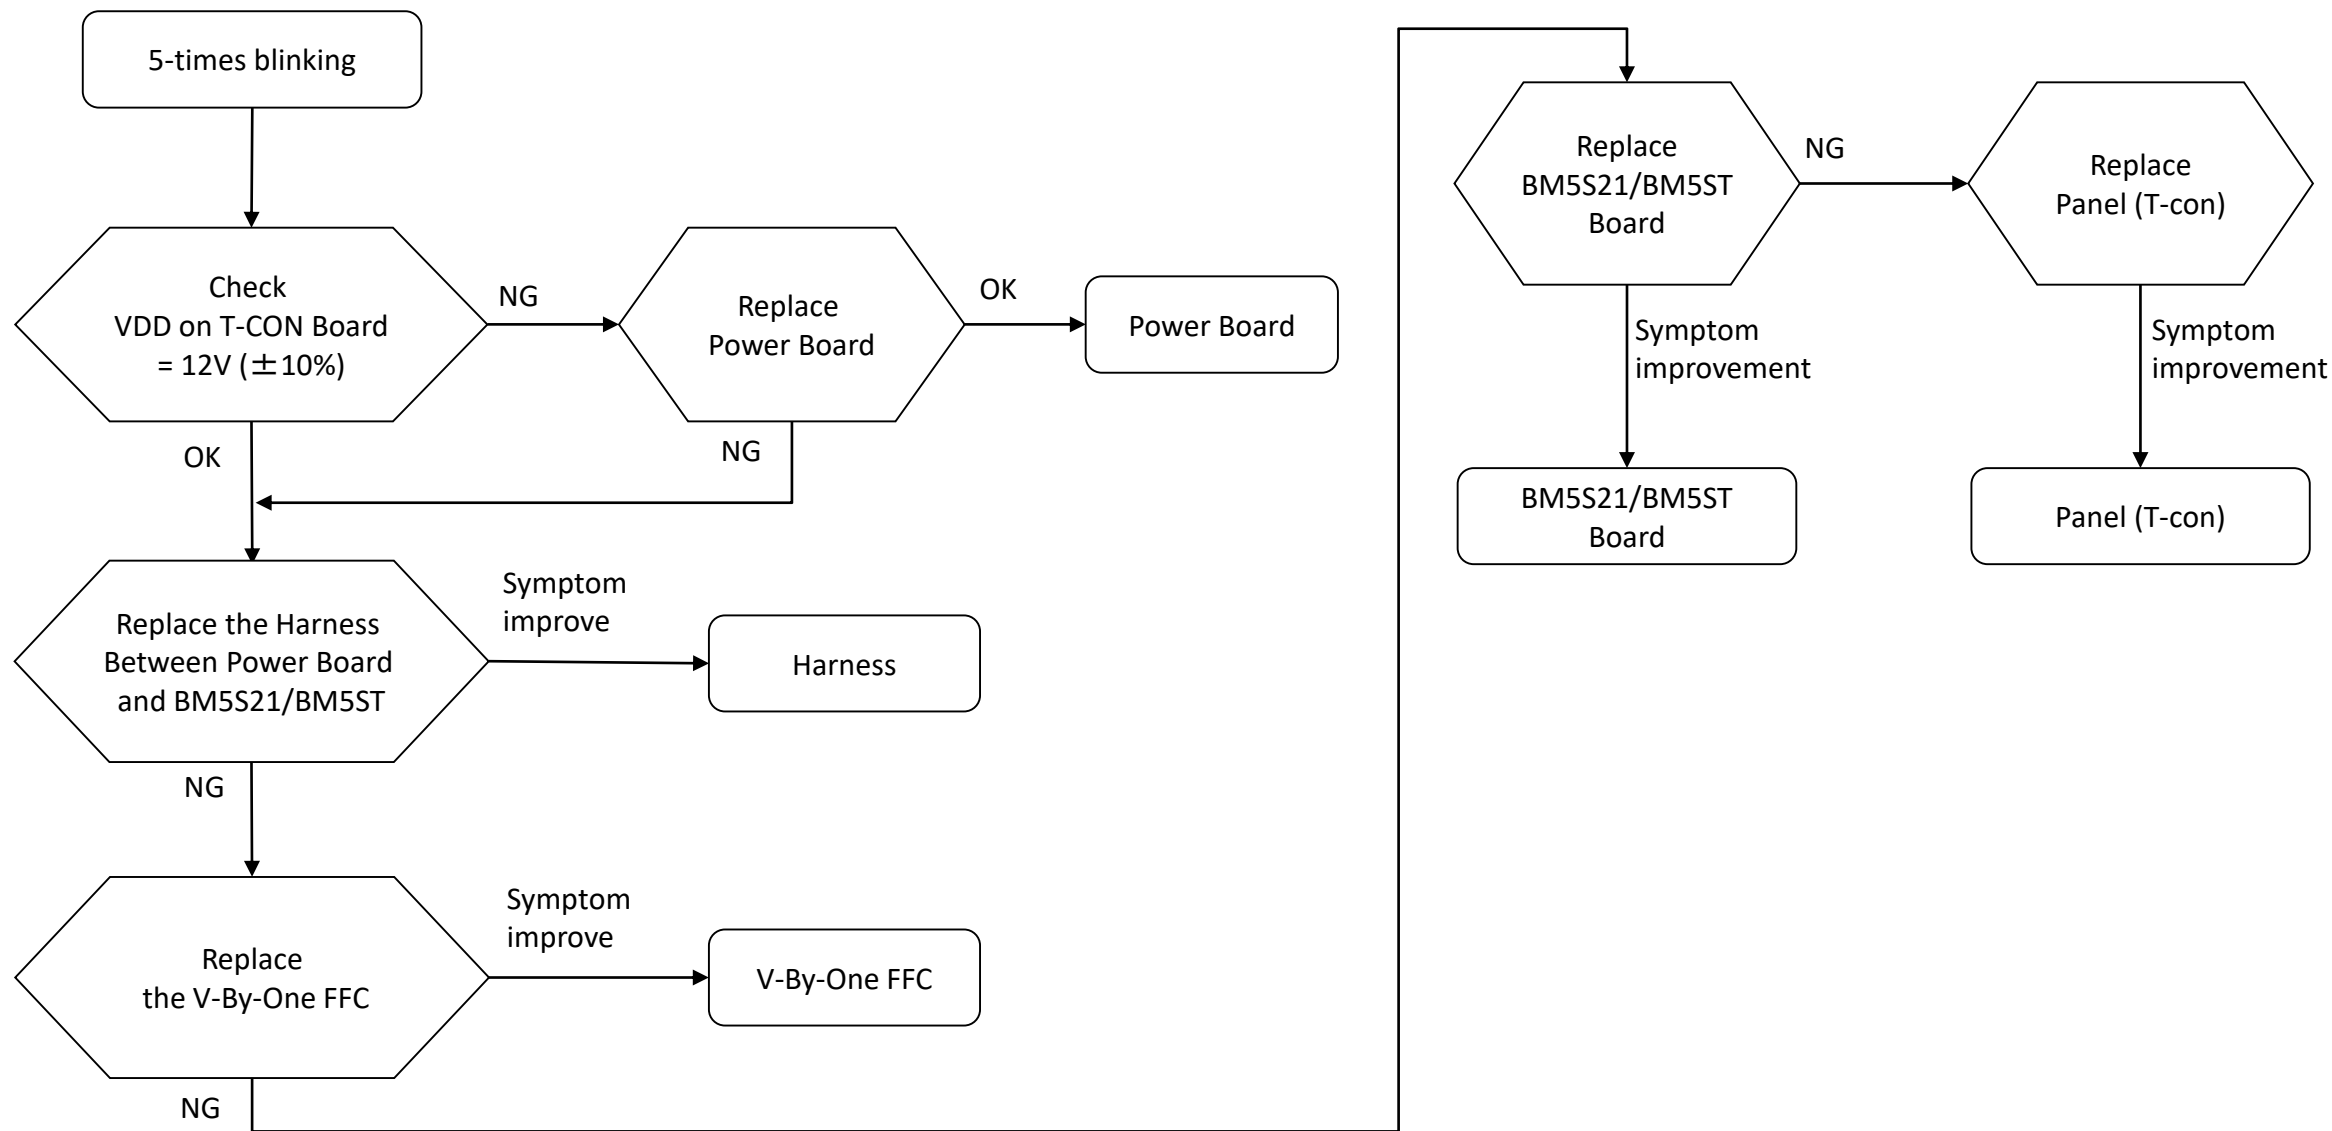 5-times blinking
Check
VDD on T-CON Board
= 12V (±10%)
NG
Replace
Power Board
OK
Power Board
OK
NG
Replace the Harness
Between Power Board
and BM5S21/BM5ST
Symptom
improve
Harness
NG
Replace
the V-By-One FFC
Symptom
improve
V-By-One FFC
NG
Replace
BM5S21/BM5ST
Board
NG
Replace
Panel (T-con)
Symptom
improvement
Symptom
improvement
BM5S21/BM5ST
Board
Panel (T-con)